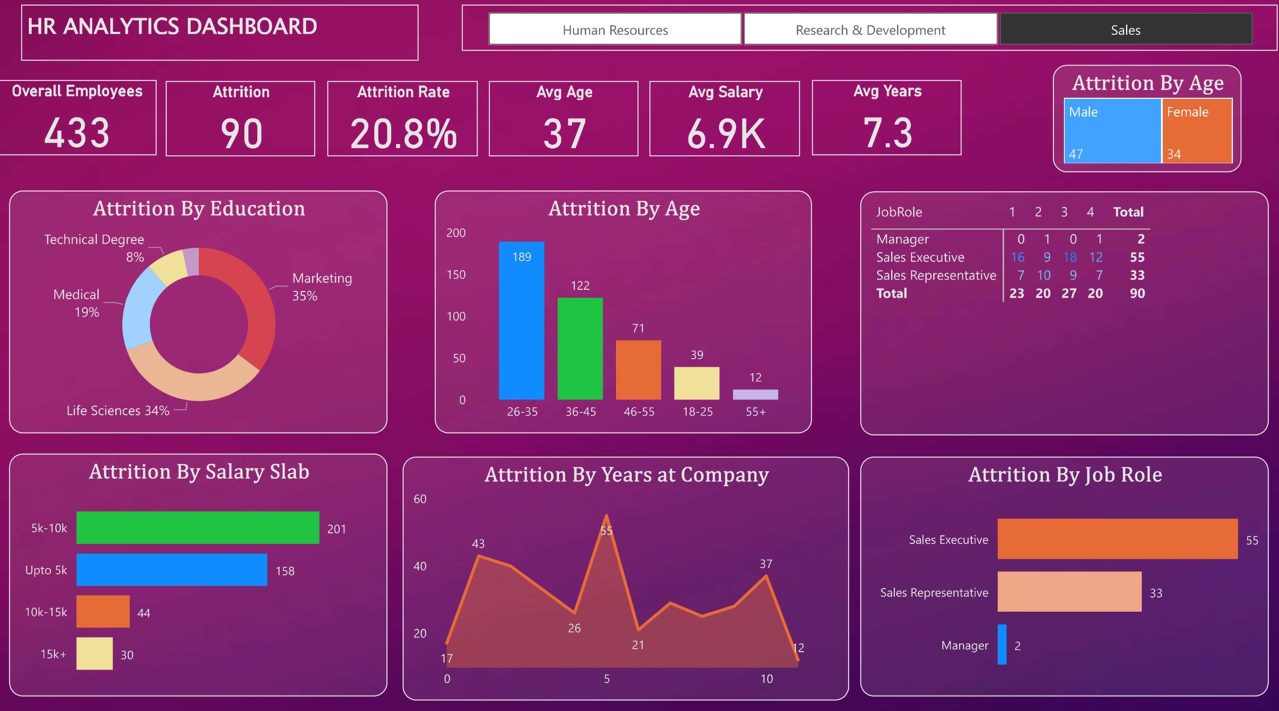 HR ANALYTICS DASHBOARD
Human Resources
Research & Development
Sales
Overall Employees
433
Attrition
90
Attrition Rate
20.8%
Avg Age
37
Avg Salary
6.9K
Avg Years
7.3
Attrition By Age
Male
47
Female
34
Attrition By Education
Technical Degree
8%
Marketing
35%
Medical
19%
Life Sciences 34%
Attrition By Age
200
150
100
50
0
189
122
71
39
12
26-35
36-45
46-55
18-25
55+
JobRole 1 2 3 4 Total
Manager 0 1 0 1 2
Sales Executive 16 9 18 12 55
Sales Representative 7 10 9 7 33
Total 23 20 27 20 90
Attrition By Salary Slab
5k-10k 201
Upto 5k 158
10k-15k 44
15k+ 30
Attrition By Years at Company
60
40
20
17
43
26
55
21
37
12
0
5
10
Attrition By Job Role
Sales Executive 55
Sales Representative 33
Manager 2